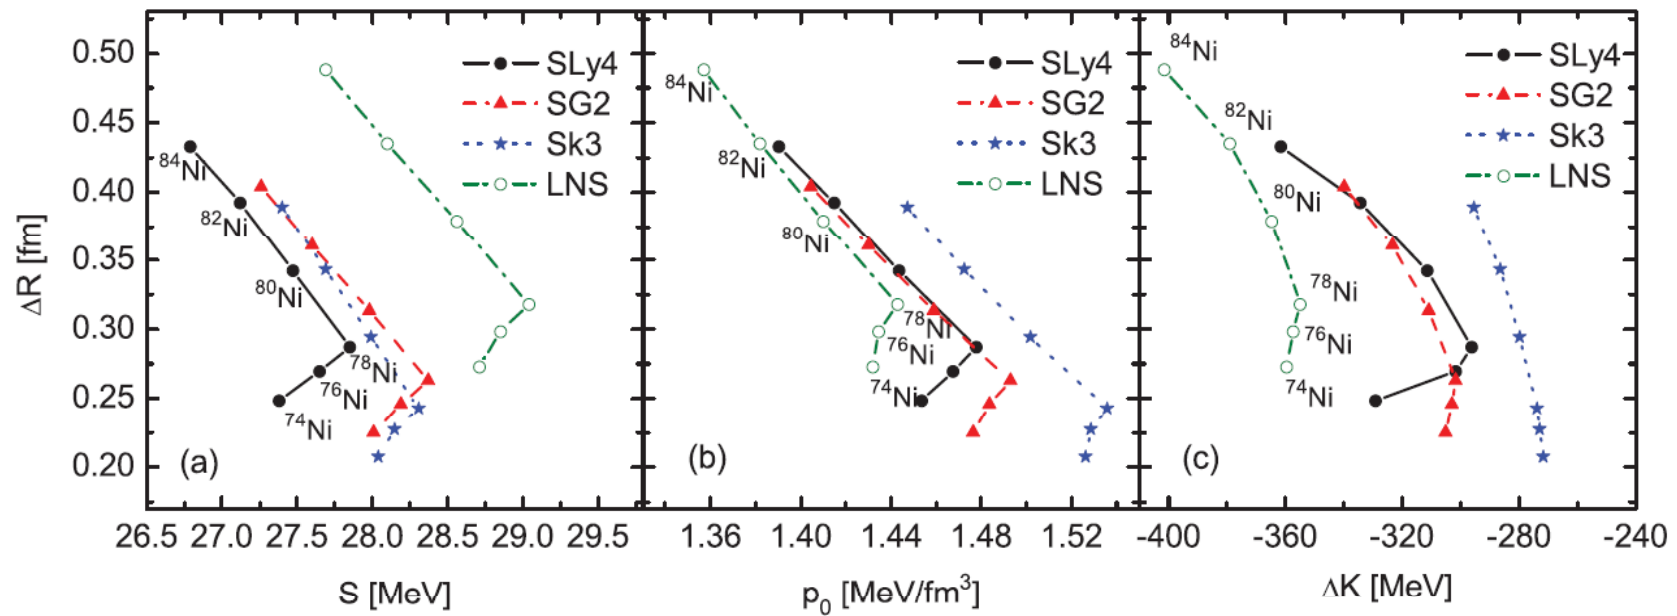 0.50
0.45
0.40
0.35
0.30
0.25
0.20
ΔR [fm]
SLy4
SG2
Sk3
LNS
⁸⁴Ni
⁸²Ni
⁸⁰Ni
⁷⁸Ni
⁷⁶Ni
⁷⁴Ni
(a)
26.5 27.0 27.5 28.0 28.5 29.0 29.5
S [MeV]
SLy4
SG2
Sk3
LNS
⁸⁴Ni
⁸²Ni
⁸⁰Ni
⁷⁸Ni
⁷⁶Ni
⁷⁴Ni
(b)
1.36 1.40 1.44 1.48 1.52
p₀ [MeV/fm³]
SLy4
SG2
Sk3
LNS
⁸⁴Ni
⁸²Ni
⁸⁰Ni
⁷⁸Ni
⁷⁶Ni
⁷⁴Ni
(c)
-400 -360 -320 -280 -240
ΔK [MeV]